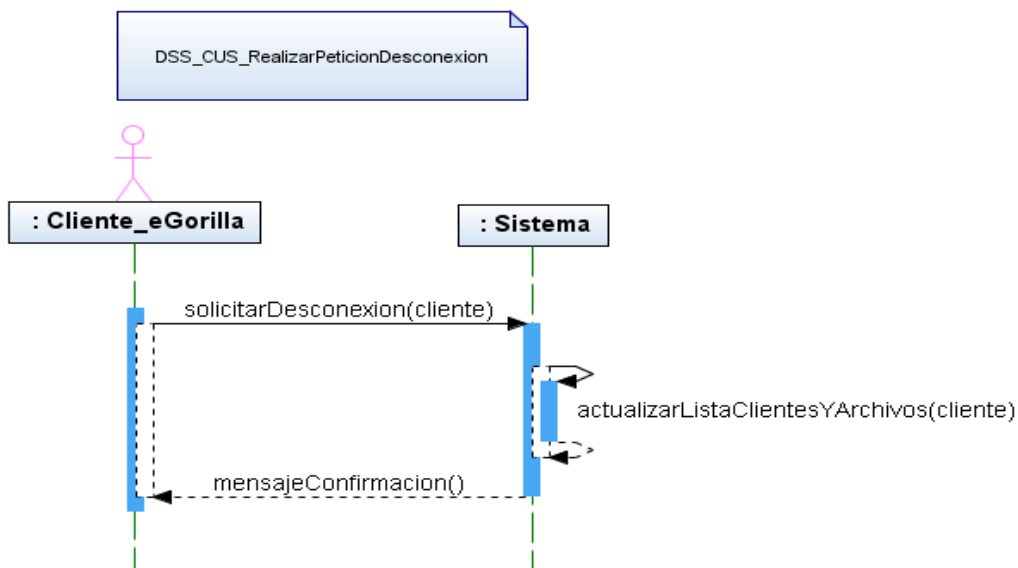 DSS_CUS_RealizarPeticionDesconexion
: Cliente_eGorilla
: Sistema
solicitarDesconexion(cliente)
actualizarListaClientesYArchivos(cliente)
mensajeConfirmacion()